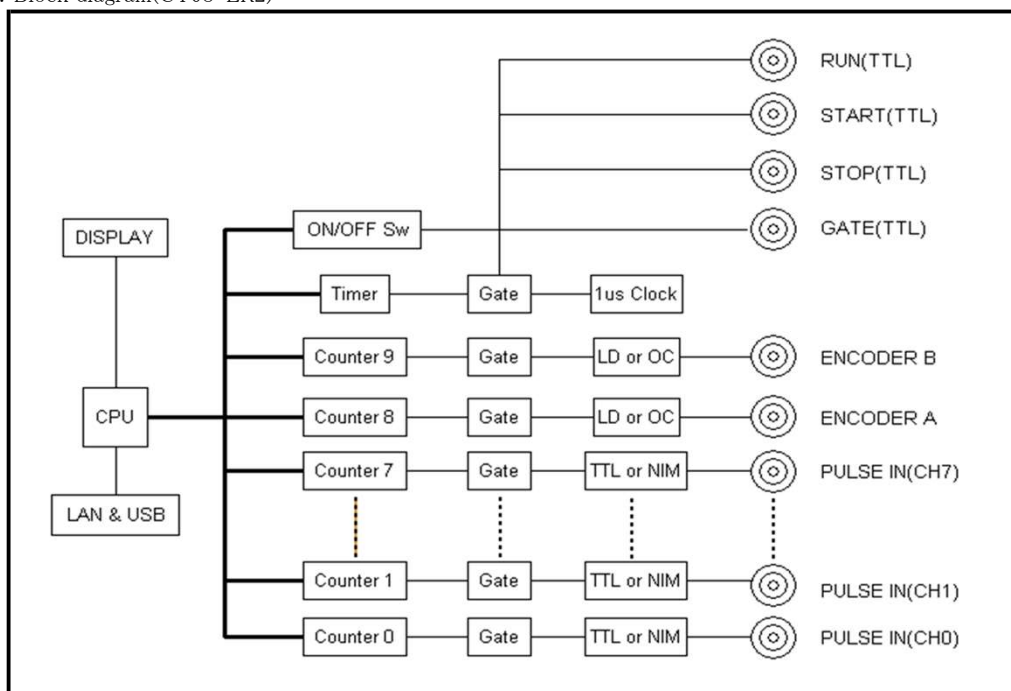 RUN(TTL)
START(TTL)
STOP(TTL)
DISPLAY
ON/OFF Sw
GATE(TTL)
Timer
Gate
1us Clock
Counter 9
Gate
LD or OC
ENCODER B
CPU
Counter 8
Gate
LD or OC
ENCODER A
Counter 7
Gate
TTL or NIM
PULSE IN(CH7)
LAN & USB
Counter 1
Gate
TTL or NIM
PULSE IN(CH1)
Counter 0
Gate
TTL or NIM
PULSE IN(CH0)